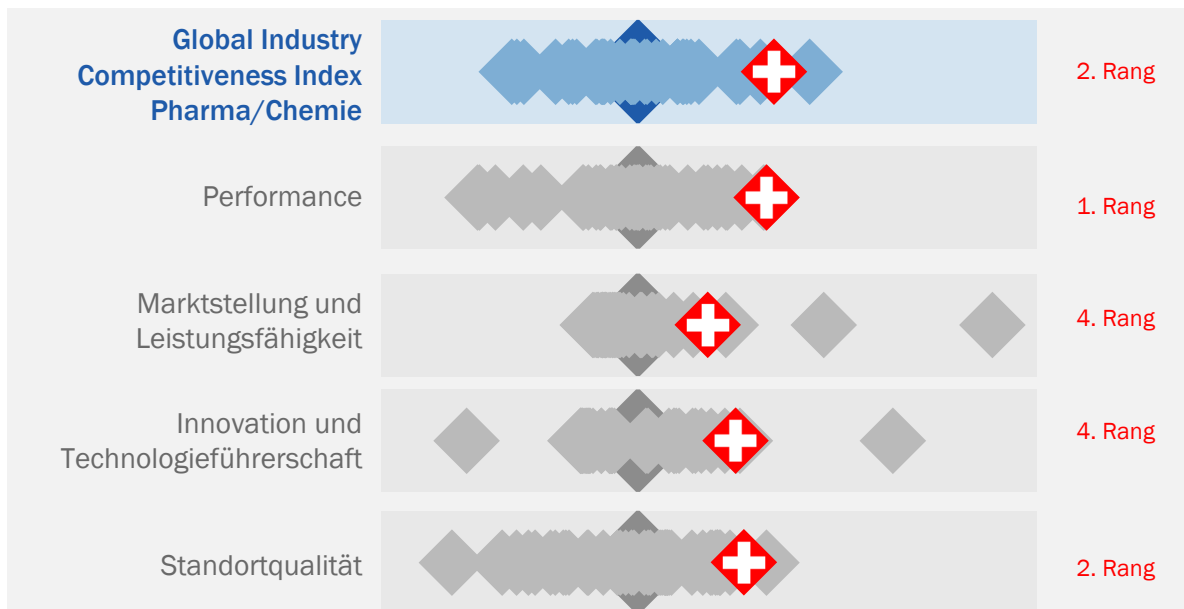 Global Industry
Competitiveness Index
Pharma/Chemie
2. Rang
Performance
1. Rang
Marktstellung und
Leistungsfähigkeit
4. Rang
Innovation und
Technologieführerschaft
4. Rang
Standortqualität
2. Rang